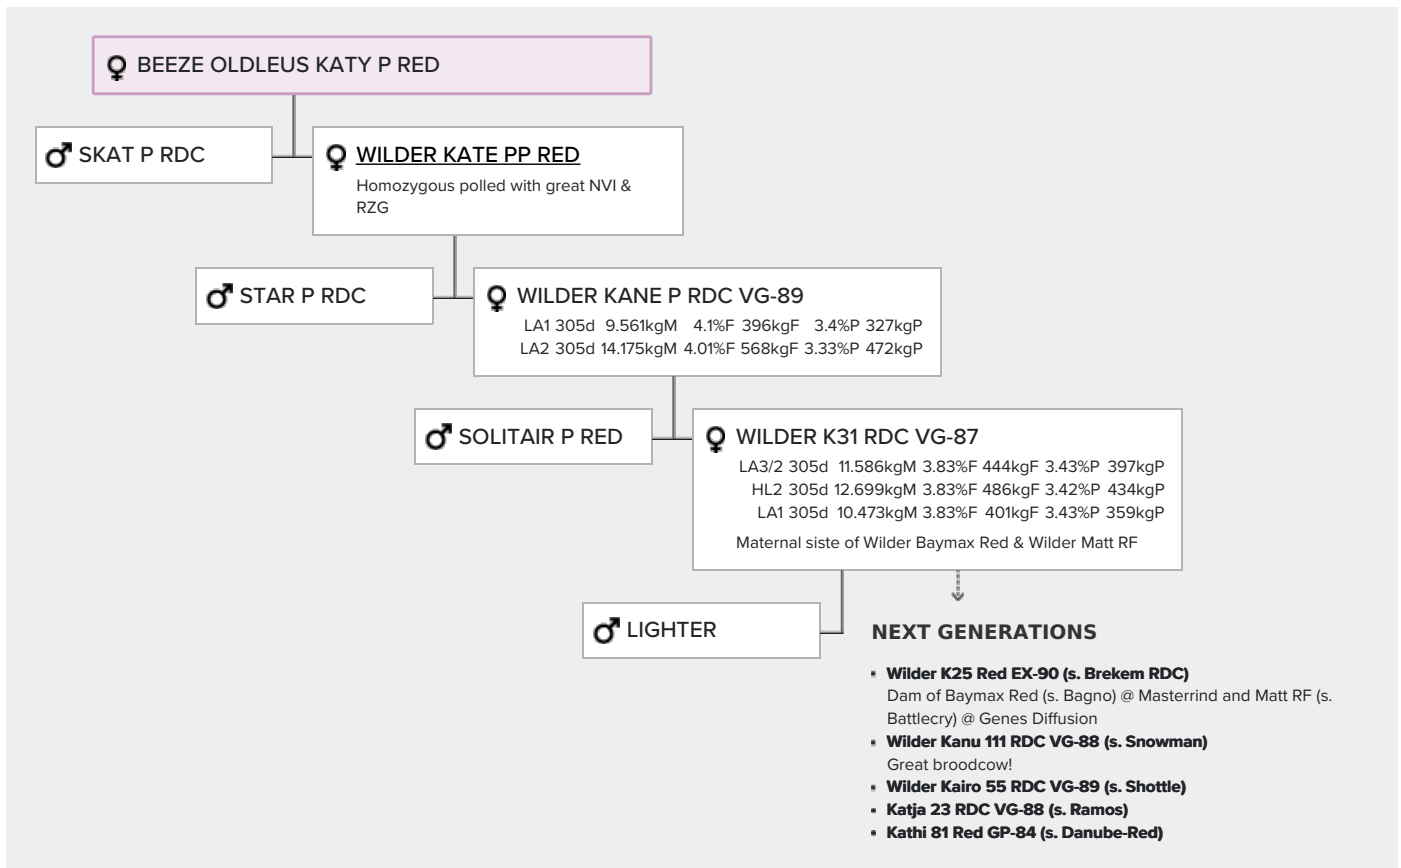 BEEZE OLDLEUS KATY P RED
SKAT P RDC
WILDER KATE PP RED
Homozygous polled with great NVI &
RZG
STAR P RDC
WILDER KANE P RDC VG-89
LA1 305d 9.561kgM 4.1%F 396kgF 3.4%P 327kgP
LA2 305d 14.175kgM 4.01%F 568kgF 3.33%P 472kgP
SOLITAIR P RED
WILDER K31 RDC VG-87
LA3/2 305d 11.586kgM 3.83%F 444kgF 3.43%P 397kgP
HL2 305d 12.699kgM 3.83%F 486kgF 3.42%P 434kgP
LA1 305d 10.473kgM 3.83%F 401kgF 3.43%P 359kgP
Maternal siste of Wilder Baymax Red & Wilder Matt RF
LIGHTER
NEXT GENERATIONS
Wilder K25 Red EX-90 (s. Brekem RDC)
Dam of Baymax Red (s. Bagno) @ Masterrind and Matt RF (s.
Battlecry) @ Genes Diffusion
Wilder Kanu 111 RDC VG-88 (s. Snowman)
Great broodcow!
Wilder Kairo 55 RDC VG-89 (s. Shottle)
Katja 23 RDC VG-88 (s. Ramos)
Kathi 81 Red GP-84 (s. Danube-Red)